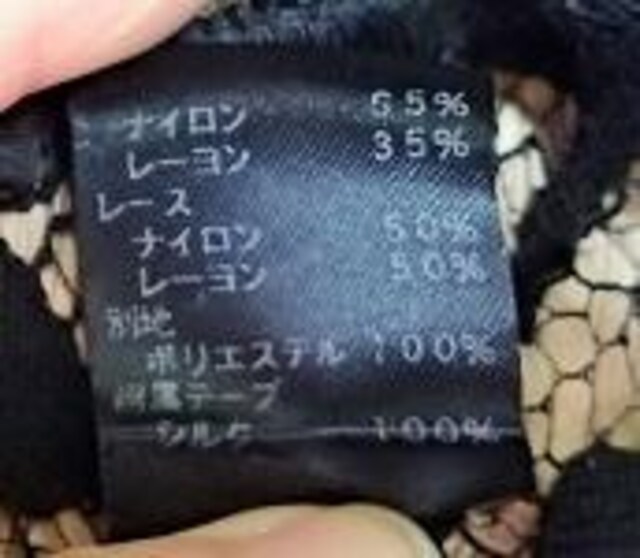 ナイロン 65%
レーヨン 35%
レース
ナイロン 50%
レーヨン 50%
別地
ポリエステル 100%
付属テープ
シルク 100%